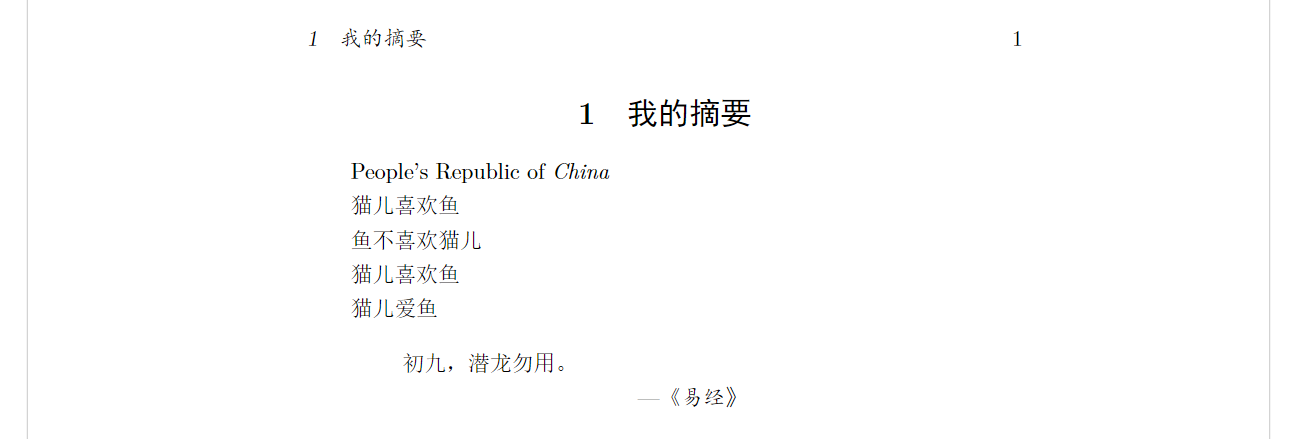 1 我的摘要 1
1 我的摘要
People's Republic of China
猫儿喜欢鱼
鱼不喜欢猫儿
猫儿喜欢鱼
猫儿爱鱼
初九，潜龙勿用。
—《易经》